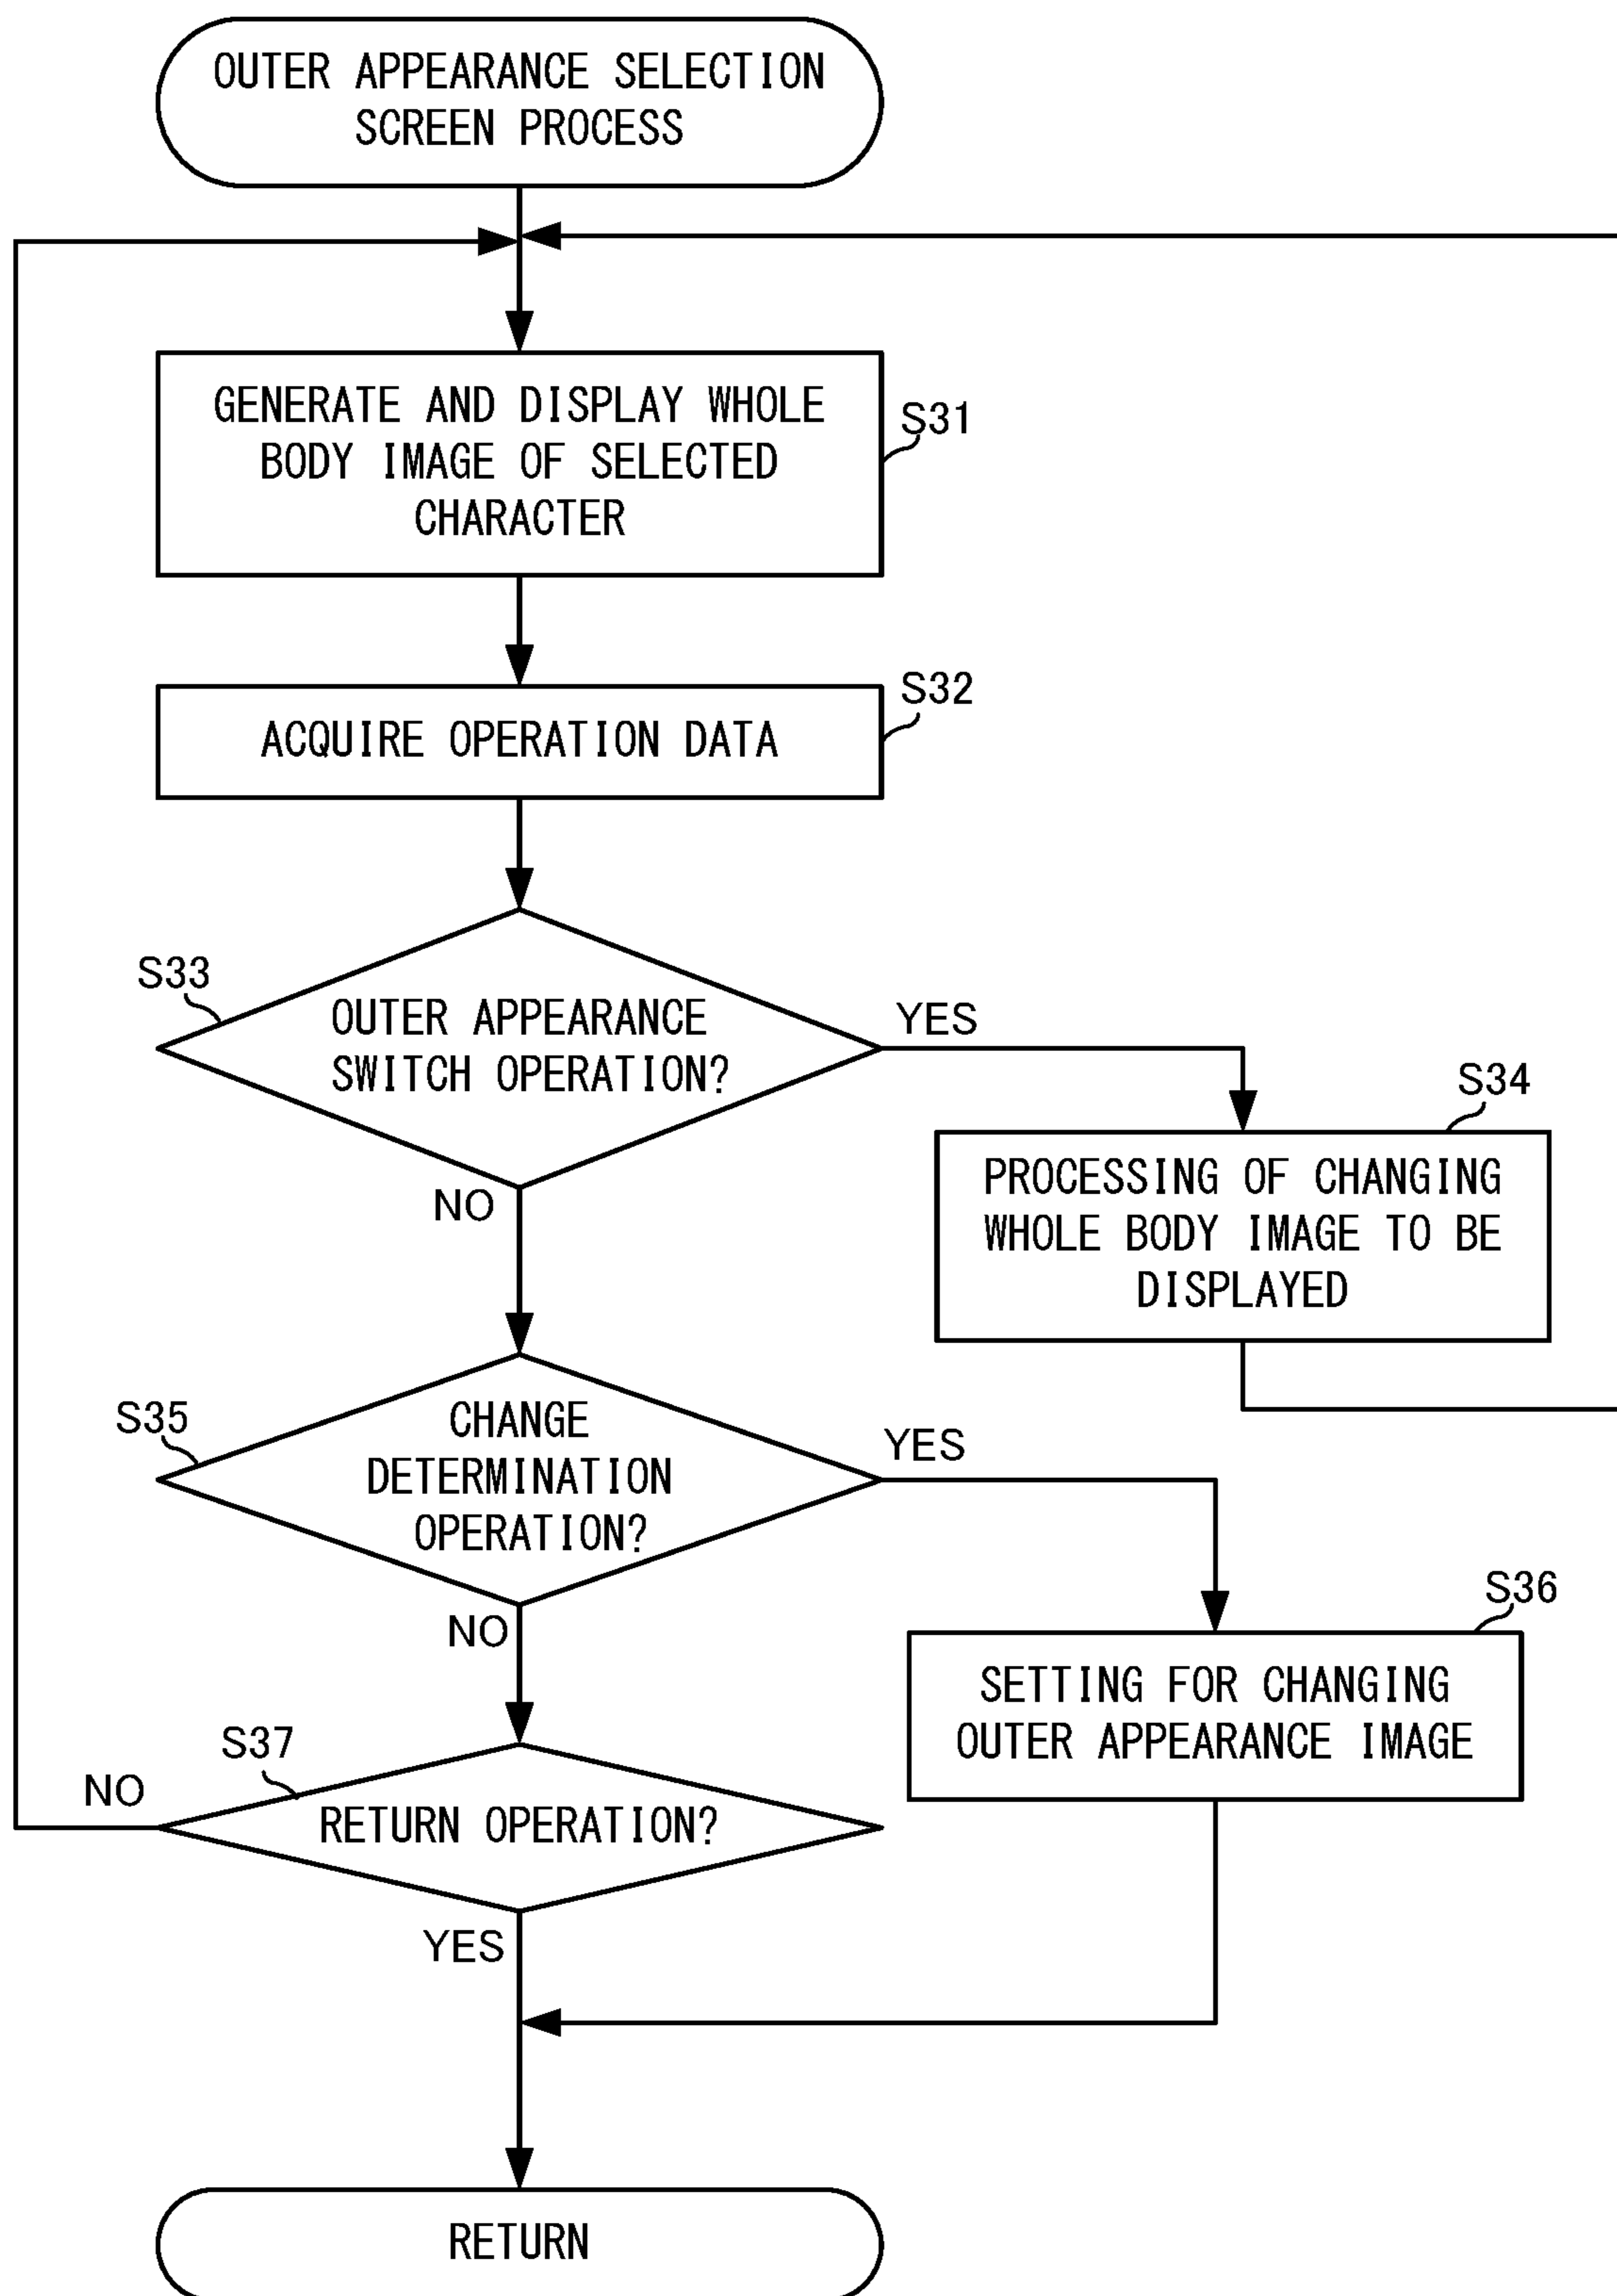 OUTER APPEARANCE SELECTION
SCREEN PROCESS
GENERATE AND DISPLAY WHOLE
BODY IMAGE OF SELECTED
CHARACTER
S31
ACQUIRE OPERATION DATA
S32
S33
OUTER APPEARANCE
SWITCH OPERATION?
YES
NO
S34
PROCESSING OF CHANGING
WHOLE BODY IMAGE TO BE
DISPLAYED
S35
CHANGE
DETERMINATION
OPERATION?
YES
NO
S36
SETTING FOR CHANGING
OUTER APPEARANCE IMAGE
S37
NO
RETURN OPERATION?
YES
RETURN